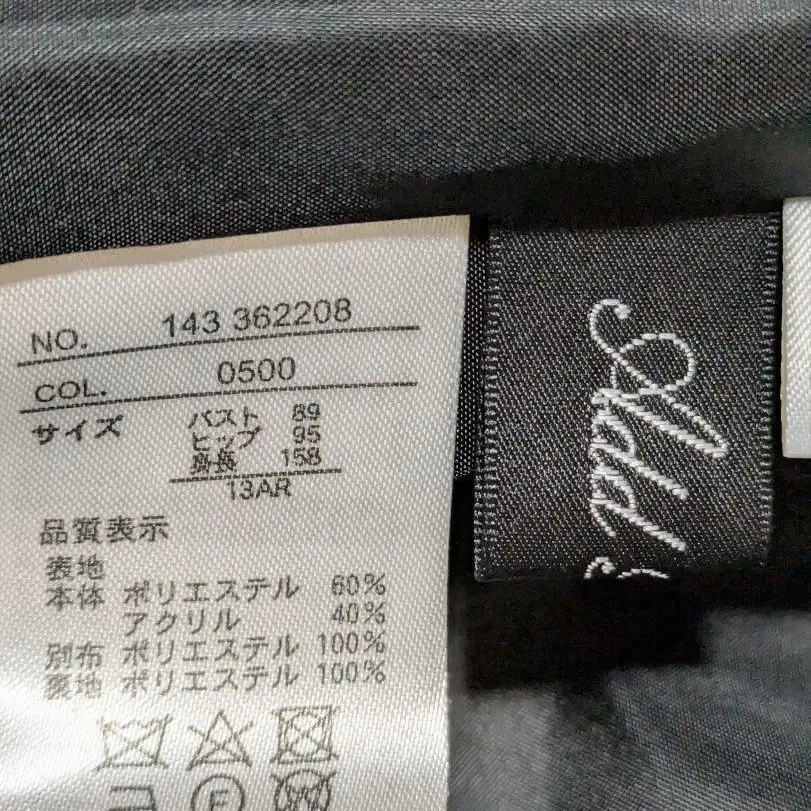 NO. 143 362208
COL. 0500
サイズ バスト 89
ヒップ 95
身長 158
13AR
品質表示
表地
本体 ポリエステル 60%
アクリル 40%
別布 ポリエステル 100%
裏地 ポリエステル 100%
F
W